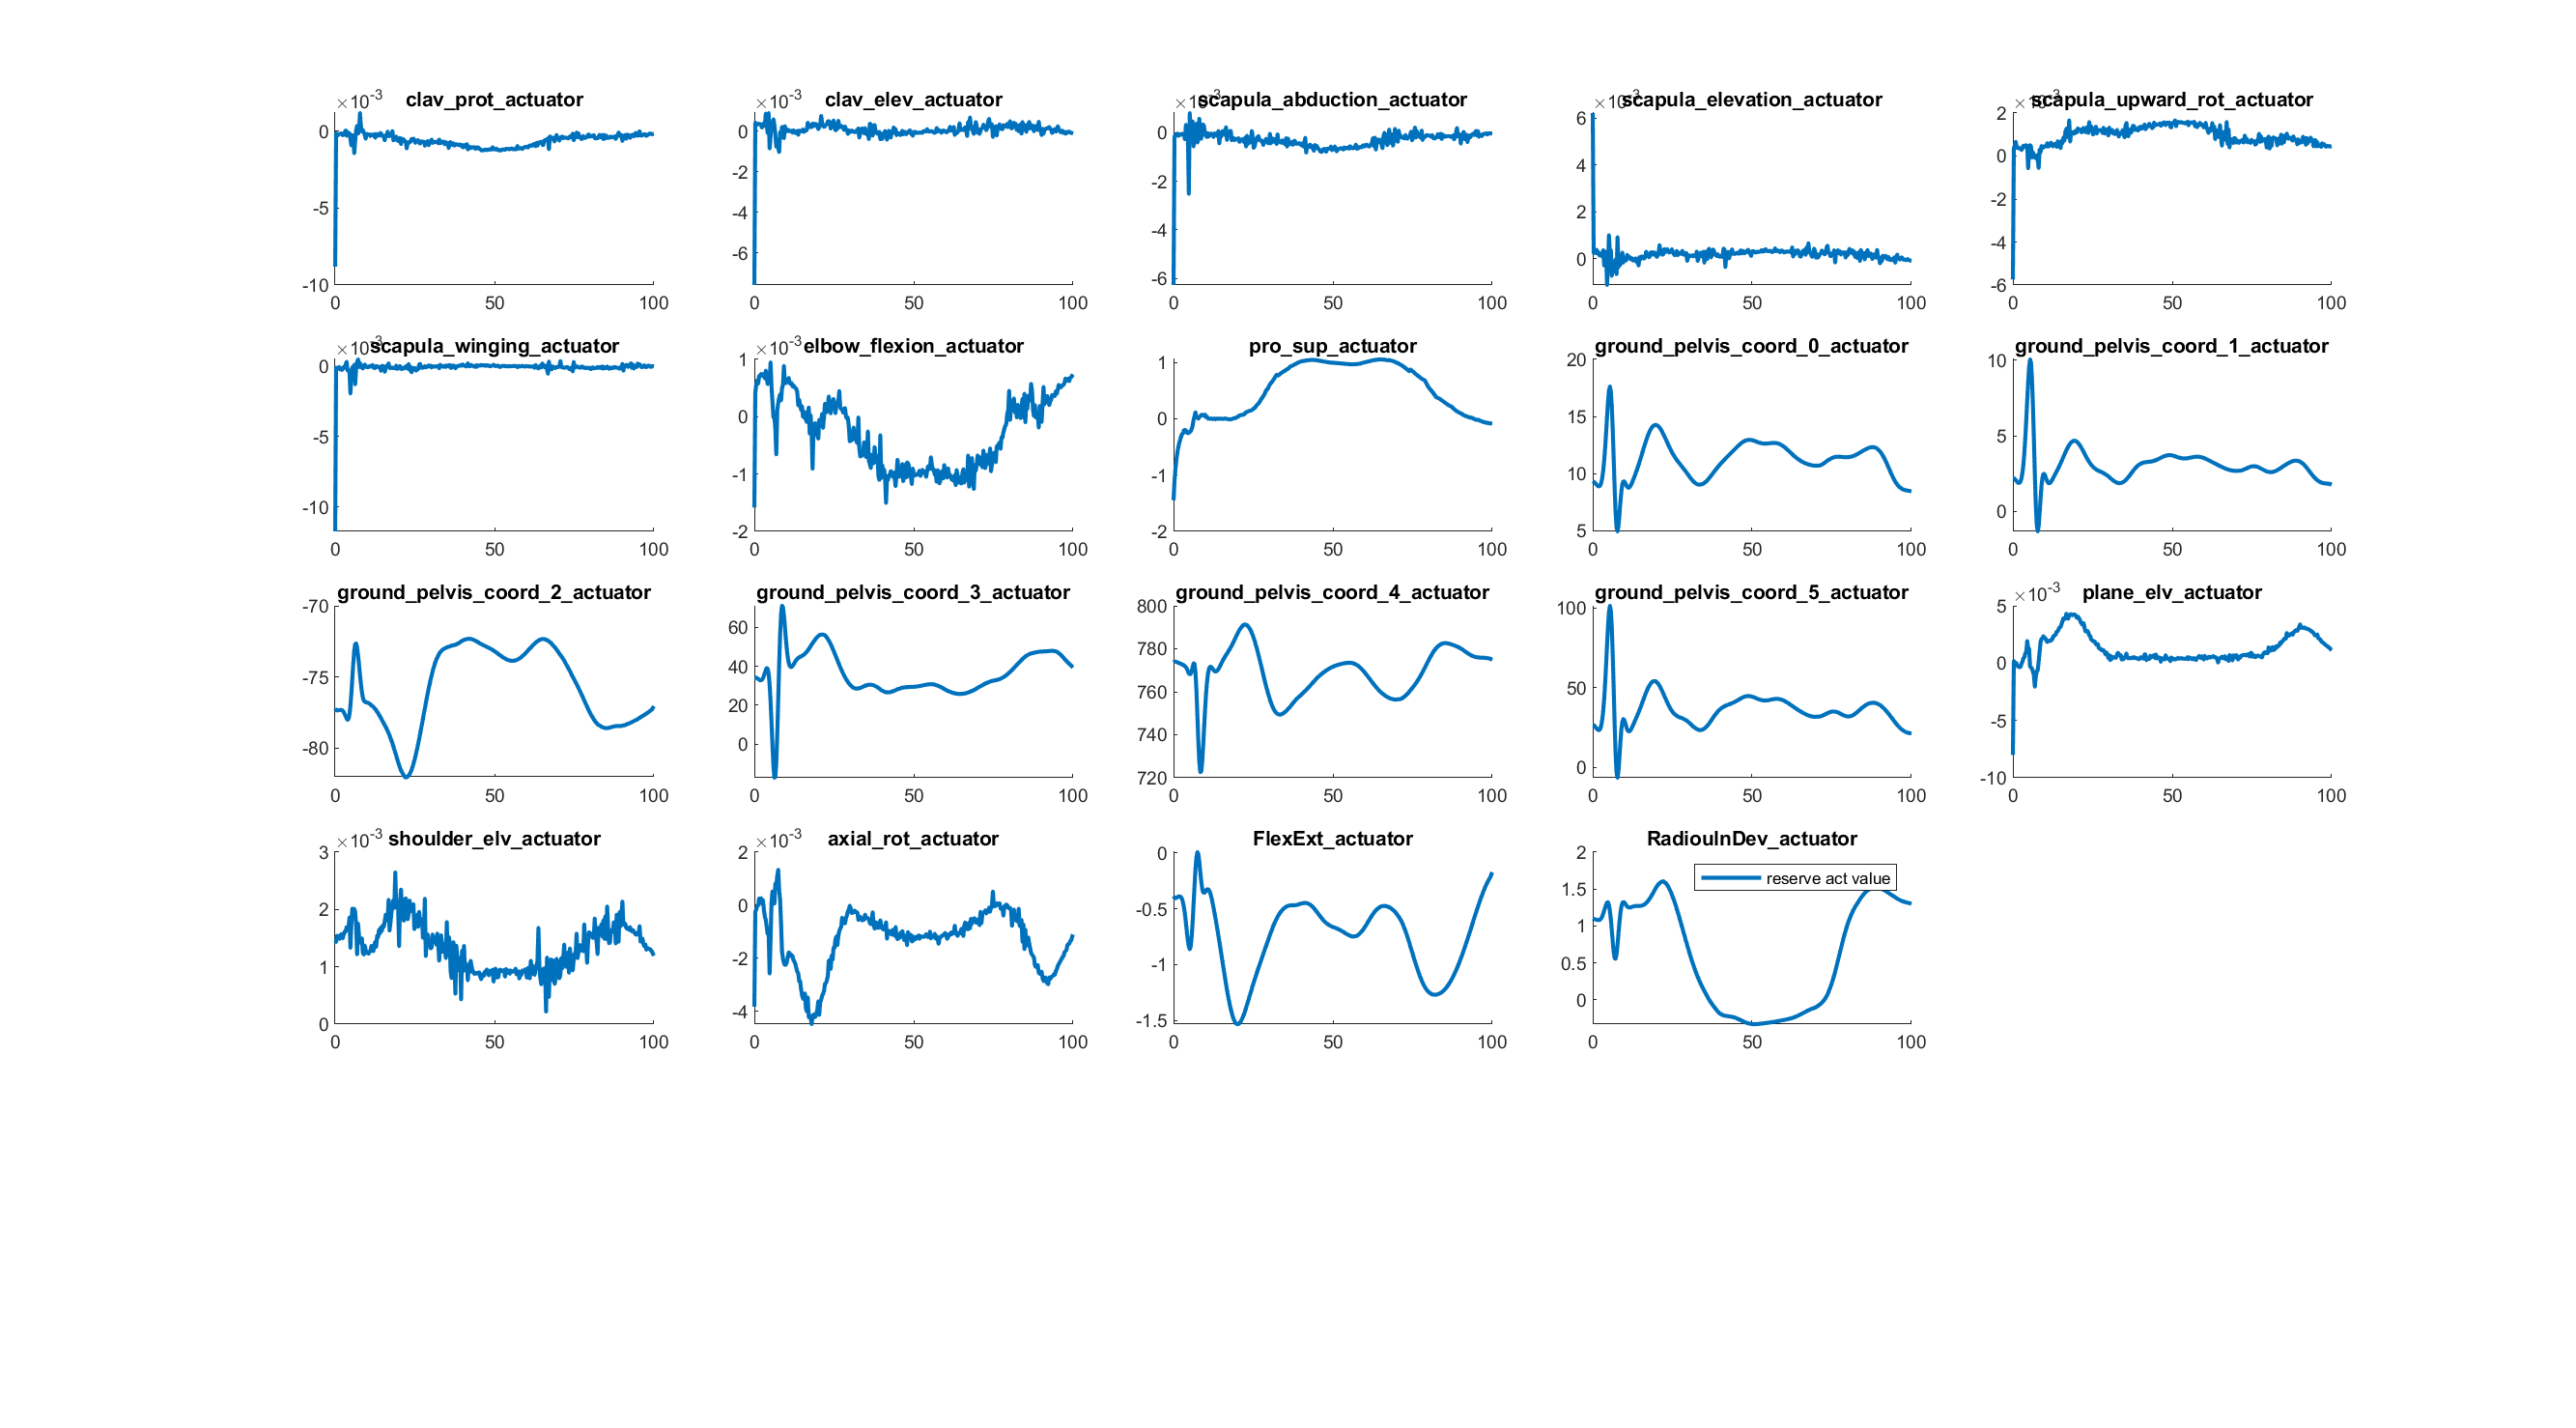 ×10-3 clav_prot_actuator
0
-5
-10
0 50 100
×10-3 clav_elev_actuator
0
-2
-4
-6
0 50 100
×10-3 scapula_abduction_actuator
0
-2
-4
-6
0 50 100
×10-3 scapula_elevation_actuator
6
4
2
0
0 50 100
×10-3 scapula_upward_rot_actuator
2
0
-2
-4
-6
0 50 100
×10-3 scapula_winging_actuator
0
-5
-10
0 50 100
×10-3 elbow_flexion_actuator
1
0
-1
-2
0 50 100
pro_sup_actuator
1
0
-1
-2
0 50 100
ground_pelvis_coord_0_actuator
20
15
10
5
0 50 100
ground_pelvis_coord_1_actuator
10
5
0
0 50 100
ground_pelvis_coord_2_actuator
-70
-75
-80
0 50 100
ground_pelvis_coord_3_actuator
60
40
20
0
0 50 100
ground_pelvis_coord_4_actuator
800
780
760
740
720
0 50 100
ground_pelvis_coord_5_actuator
100
50
0
0 50 100
×10-3 plane_elv_actuator
5
0
-5
-10
0 50 100
×10-3 shoulder_elv_actuator
3
2
1
0
0 50 100
×10-3 axial_rot_actuator
2
0
-2
-4
0 50 100
FlexExt_actuator
0
-0.5
-1
-1.5
0 50 100
RadioulnDev_actuator
2
1.5
1
0.5
0
0 50 100
reserve act value